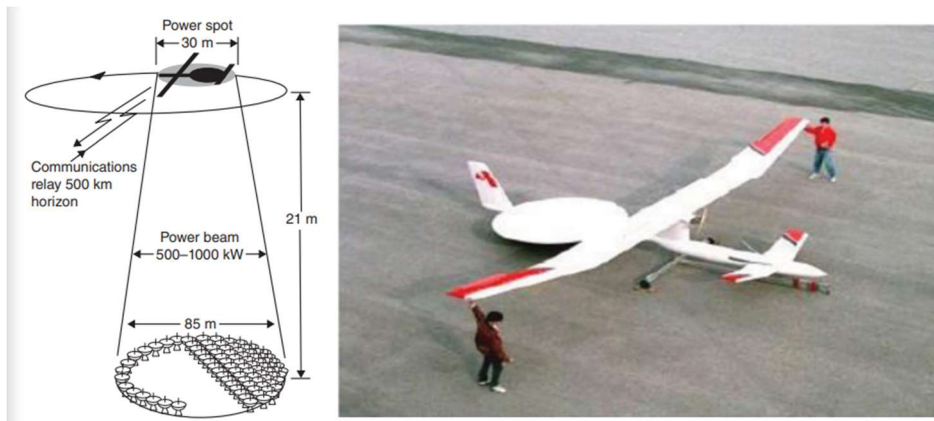 Power spot
30 m
Communications
relay 500 km
horizon
21 m
Power beam
500–1000 kW
85 m